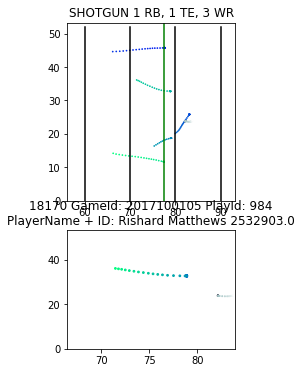 SHOTGUN 1 RB, 1 TE, 3 WR
50
40
30
20
10
0
60 70 80 90
18170 GameId: 2017100105 PlayId: 984
PlayerName + ID: Rishard Matthews 2532903.0
40
20
0
70 75 80